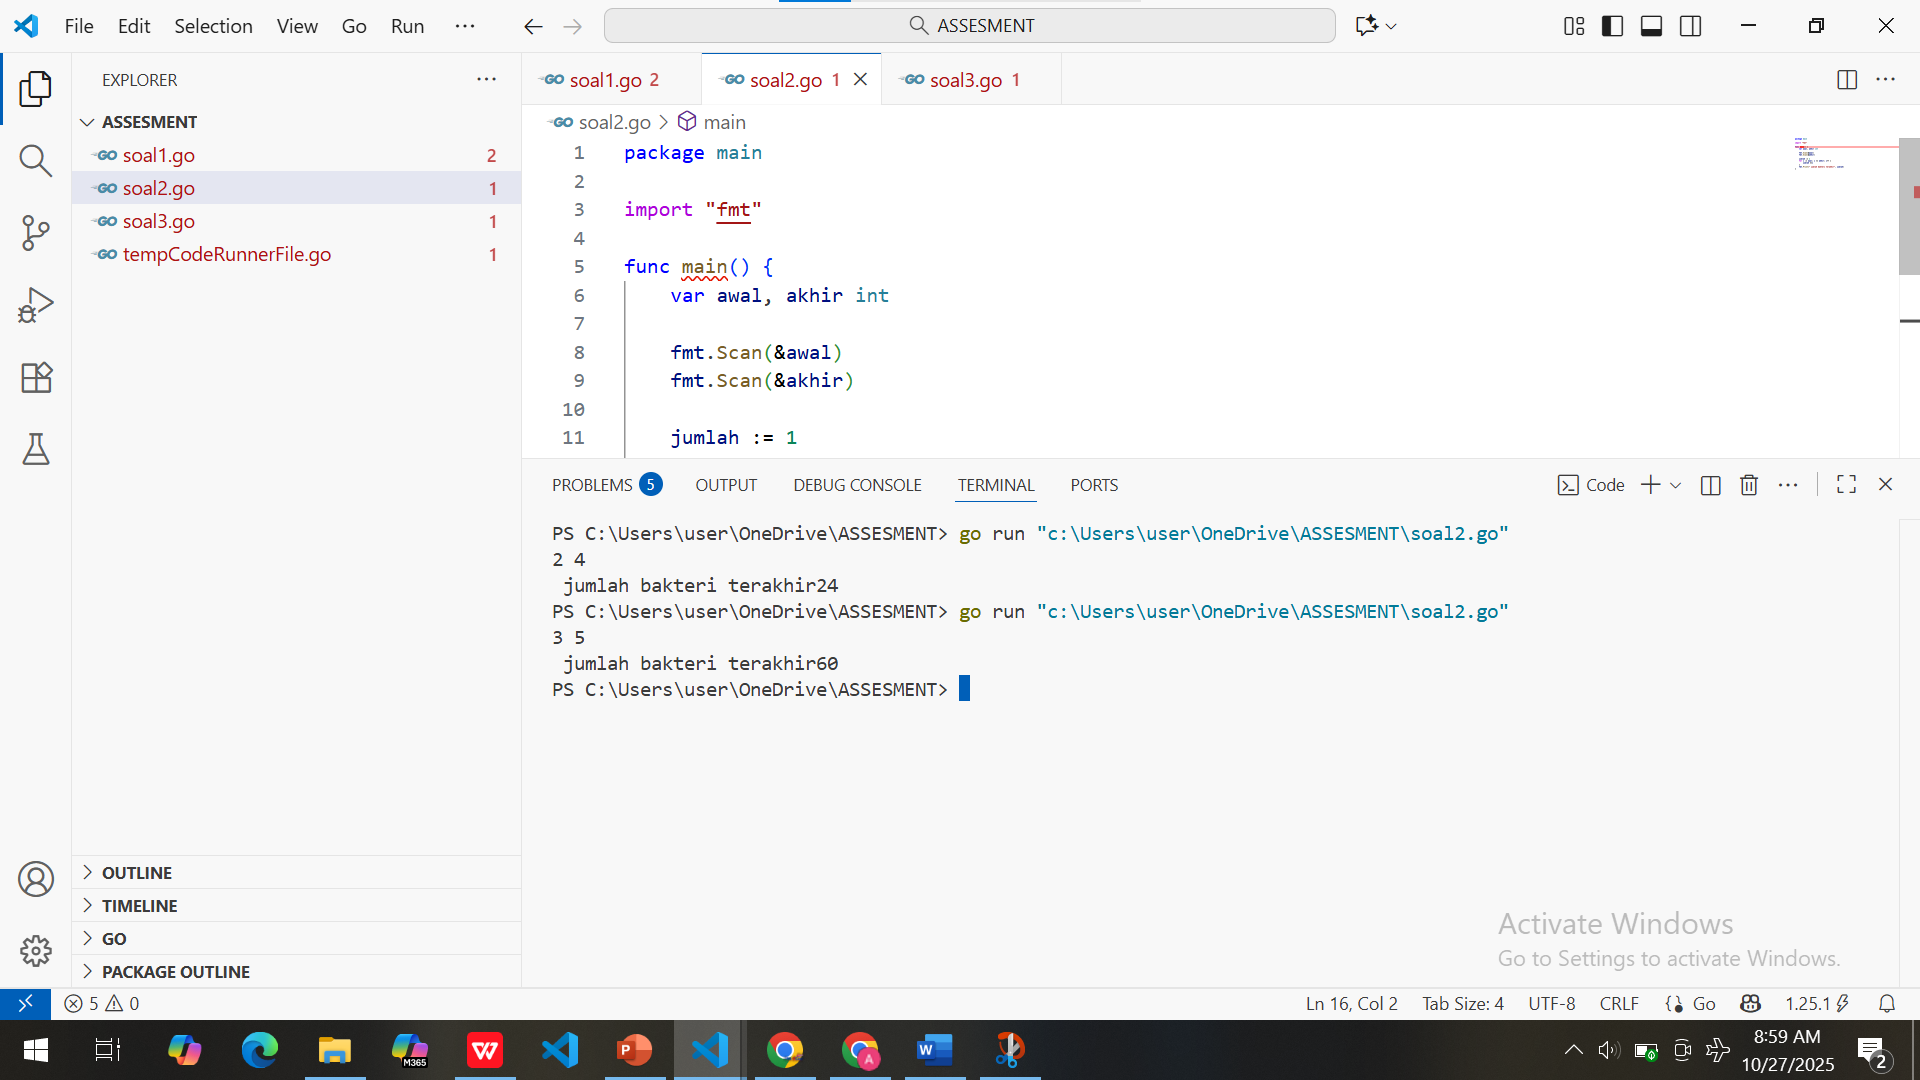 File Edit Selection View Go Run ···
ASSESMENT
EXPLORER
ASSESMENT
soal1.go 2
soal2.go 1
soal3.go 1
tempCodeRunnerFile.go 1
OUTLINE
TIMELINE
GO
PACKAGE OUTLINE
GO soal1.go 2
GO soal2.go 1
GO soal3.go 1
GO soal2.go > main
1 package main
2
3 import "fmt"
4
5 func main() {
6 var awal, akhir int
7
8 fmt.Scan(&awal)
9 fmt.Scan(&akhir)
10
11 jumlah := 1
PROBLEMS 5 OUTPUT DEBUG CONSOLE TERMINAL PORTS
Code
PS C:\Users\user\OneDrive\ASSESMENT> go run "c:\Users\user\OneDrive\ASSESMENT\soal2.go"
2 4
jumlah bakteri terakhir24
PS C:\Users\user\OneDrive\ASSESMENT> go run "c:\Users\user\OneDrive\ASSESMENT\soal2.go"
3 5
jumlah bakteri terakhir60
PS C:\Users\user\OneDrive\ASSESMENT>
Activate Windows
Go to Settings to activate Windows.
5 0
Ln 16, Col 2 Tab Size: 4 UTF-8 CRLF Go 1.25.1
M365
8:59 AM
10/27/2025
2